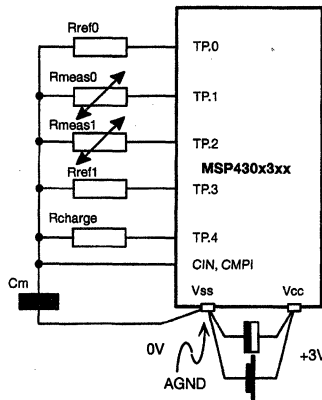 Rref0
TP.0
Rmeas0
TP.1
Rmeas1
TP.2
MSP430x3xx
Rref1
TP.3
Rcharge
TP.4
CIN, CMPI
Cm
Vss
Vcc
0V
+3V
AGND